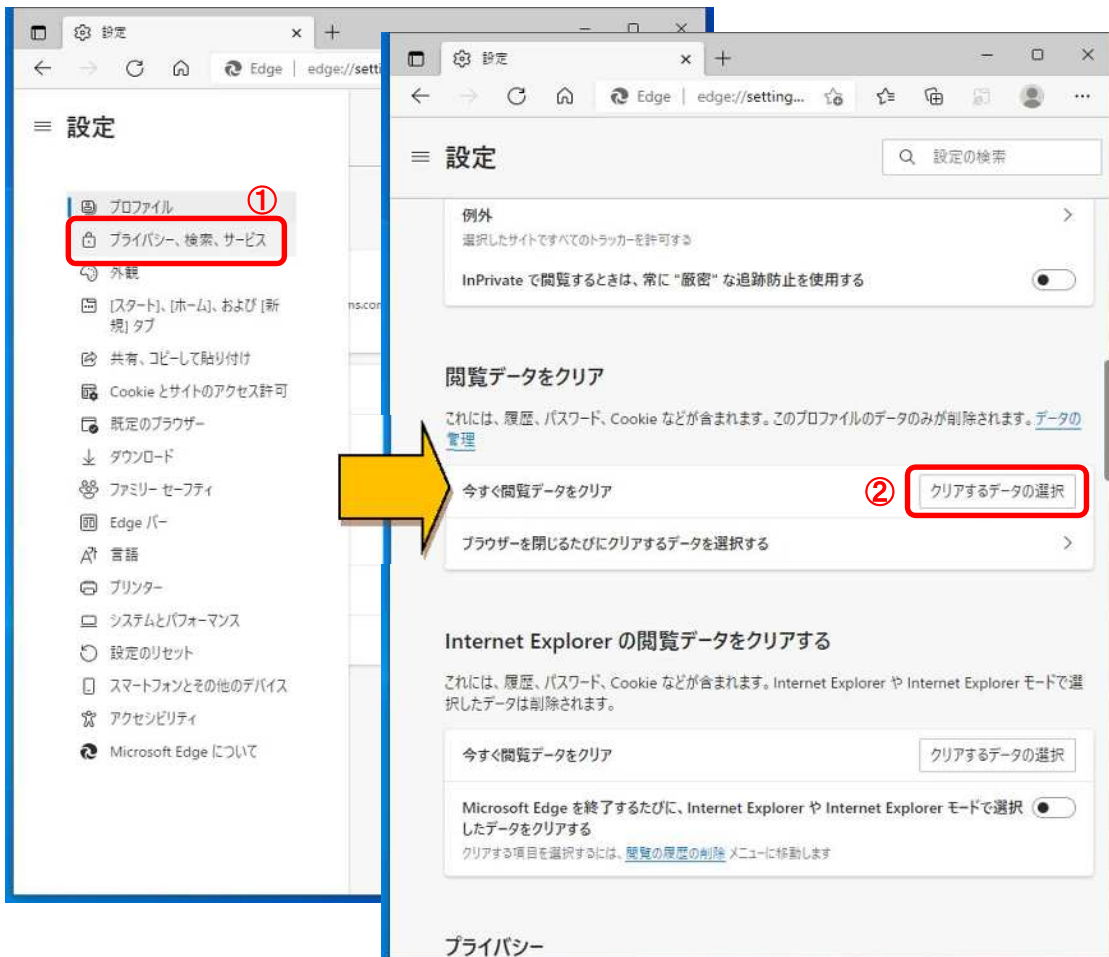 設定
Edge | edge://setti
設定
①
プロファイル
プライバシー、検索、サービス
外観
[スタート]、[ホーム]、および [新
規] タブ
共有、コピーして貼り付け
Cookie とサイトのアクセス許可
既定のブラウザー
ダウンロード
ファミリー セーフティ
Edge バー
言語
プリンター
システムとパフォーマンス
設定のリセット
スマートフォンとその他のデバイス
アクセシビリティ
Microsoft Edge について
ns.cor
設定
Edge | edge://setting...
設定
設定の検索
例外
選択したサイトですべてのトラッカーを許可する
InPrivate で閲覧するときは、常に "厳密" な追跡防止を使用する
閲覧データをクリア
これには、履歴、パスワード、Cookie などが含まれます。このプロファイルのデータのみが削除されます。データの
管理
今すぐ閲覧データをクリア
②
クリアするデータの選択
ブラウザーを閉じるたびにクリアするデータを選択する
Internet Explorer の閲覧データをクリアする
これには、履歴、パスワード、Cookie などが含まれます。Internet Explorer や Internet Explorer モードで選
択したデータは削除されます。
今すぐ閲覧データをクリア
クリアするデータの選択
Microsoft Edge を終了するたびに、Internet Explorer や Internet Explorer モードで選択
したデータをクリアする
クリアする項目を選択するには、閲覧の履歴の削除 メニューに移動します
プライバシー